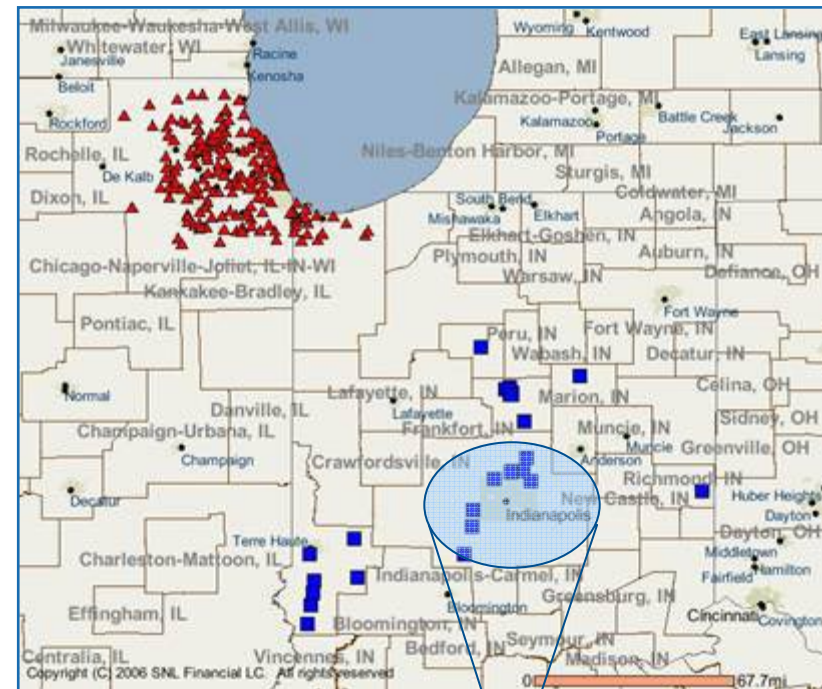 Milwaukee-Waukesha-West Allis, WI
Whitewater, WI
Janesville
Racine
Kenosha
Beloit
Rockford
Rochelle, IL
De Kalb
Dixon, IL
Wyoming
Kentwood
East Lansing
Lansing
Allegan, MI
Kalamazoo-Portage, MI
Kalamazoo
Portage
Battle Creek
Jackson
Niles-Benton Harbor, MI
Sturgis, MI
Coldwater, MI
South Bend
Mishawaka
Elkhart
Angola, IN
Elkhart-Goshen, IN
Plymouth, IN
Auburn, IN
Warsaw, IN
Defiance, OH
Chicago-Naperville-Joliet, IL-IN-WI
Kankakee-Bradley, IL
Pontiac, IL
Fort Wayne
Peru, IN
Fort Wayne, IN
Wabash, IN
Decatur, IN
Normal
Lafayette, IN
Lafayette
Marion, IN
Celina, OH
Danville, IL
Champaign-Urbana, IL
Frankfort, IN
Muncie, IN
Muncie
Sidney, OH
Greenville, OH
Champaign
Crawfordsville, IN
Anderson
Richmond, IN
New Castle, IN
Huber Heights
Decatur
Indianapolis
Dayton
Dayton, OH
Terre Haute
Charleston-Mattoon, IL
Indianapolis-Carmel, IN
Middletown
Fairfield
Hamilton
Bloomington
Greensburg, IN
Effingham, IL
Bloomington, IN
Cincinnati
Covington
Seymour, IN
Bedford, IN
Centralia, IL
Vincennes, IN
Madison, IN
Copyright (C) 2006 SNL Financial LC. All rights reserved
0
67.7mi